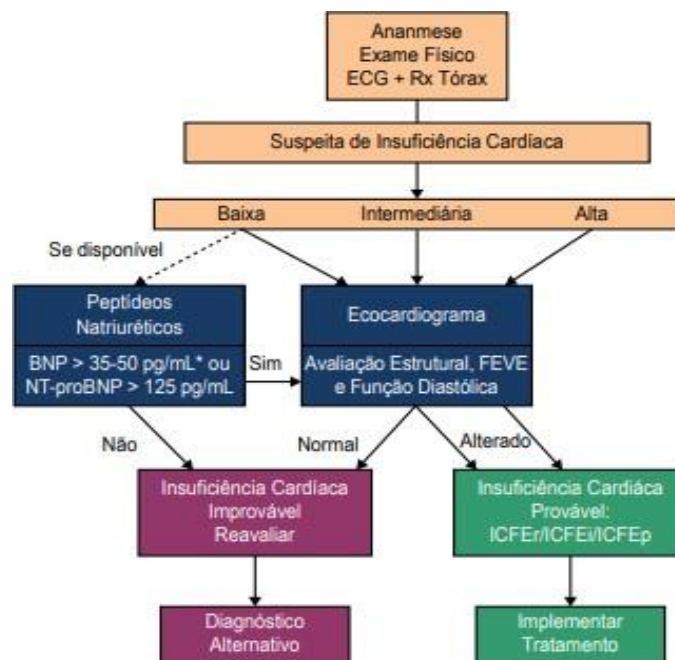 Ananmese
Exame Físico
ECG + Rx Tórax
Suspeita de Insuficiência Cardíaca
Baixa Intermediária Alta
Se disponível
Peptídeos
Natriuréticos
BNP > 35-50 pg/mL* ou
NT-proBNP > 125 pg/mL
Sim
Ecocardiograma
Avaliação Estrutural, FEVE
e Função Diastólica
Não
Normal
Alterado
Insuficiência Cardíaca
Improvável
Reavaliar
Insuficiência Cardiáca
Provável:
ICFEr/ICFEi/ICFEp
Diagnóstico
Alternativo
Implementar
Tratamento